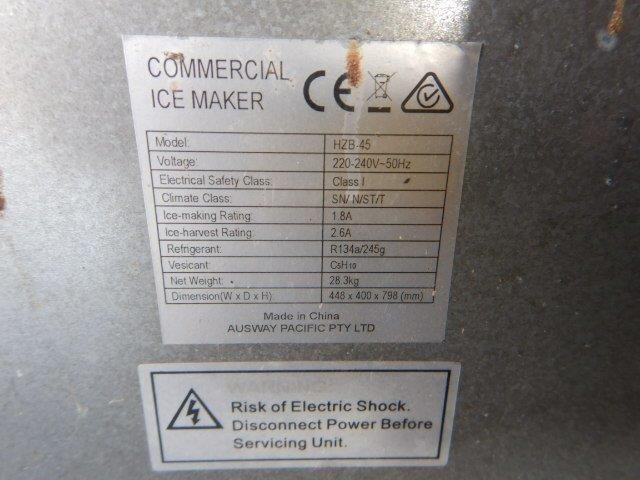 COMMERCIAL
ICE MAKER
CE
Model: HZB-45
Voltage: 220-240V~50Hz
Electrical Safety Class: Class I
Climate Class: SN/ N/ST/T
Ice-making Rating: 1.8A
Ice-harvest Rating: 2.6A
Refrigerant: R134a/245g
Vesicant: C5H10
Net Weight: 28.3kg
Dimension(W x D x H): 448 x 400 x 798 (mm)
Made in China
AUSWAY PACIFIC PTY LTD
WARNING
Risk of Electric Shock.
Disconnect Power Before
Servicing Unit.